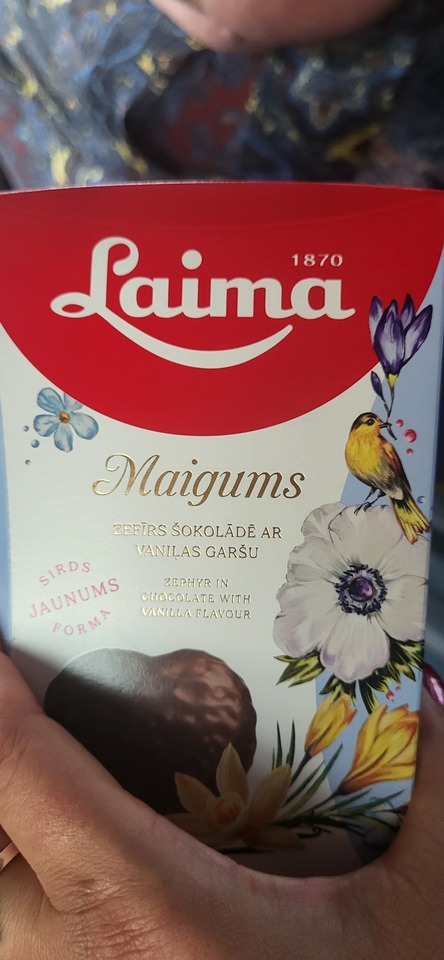 1870
Laima
Maigums
ZEFĪRS ŠOKOLĀDĒ AR
VANIĻAS GARŠU
ZEPHYR IN
CHOCOLATE WITH
VANILLA FLAVOUR
SIRDS
JAUNUMS
FORMA